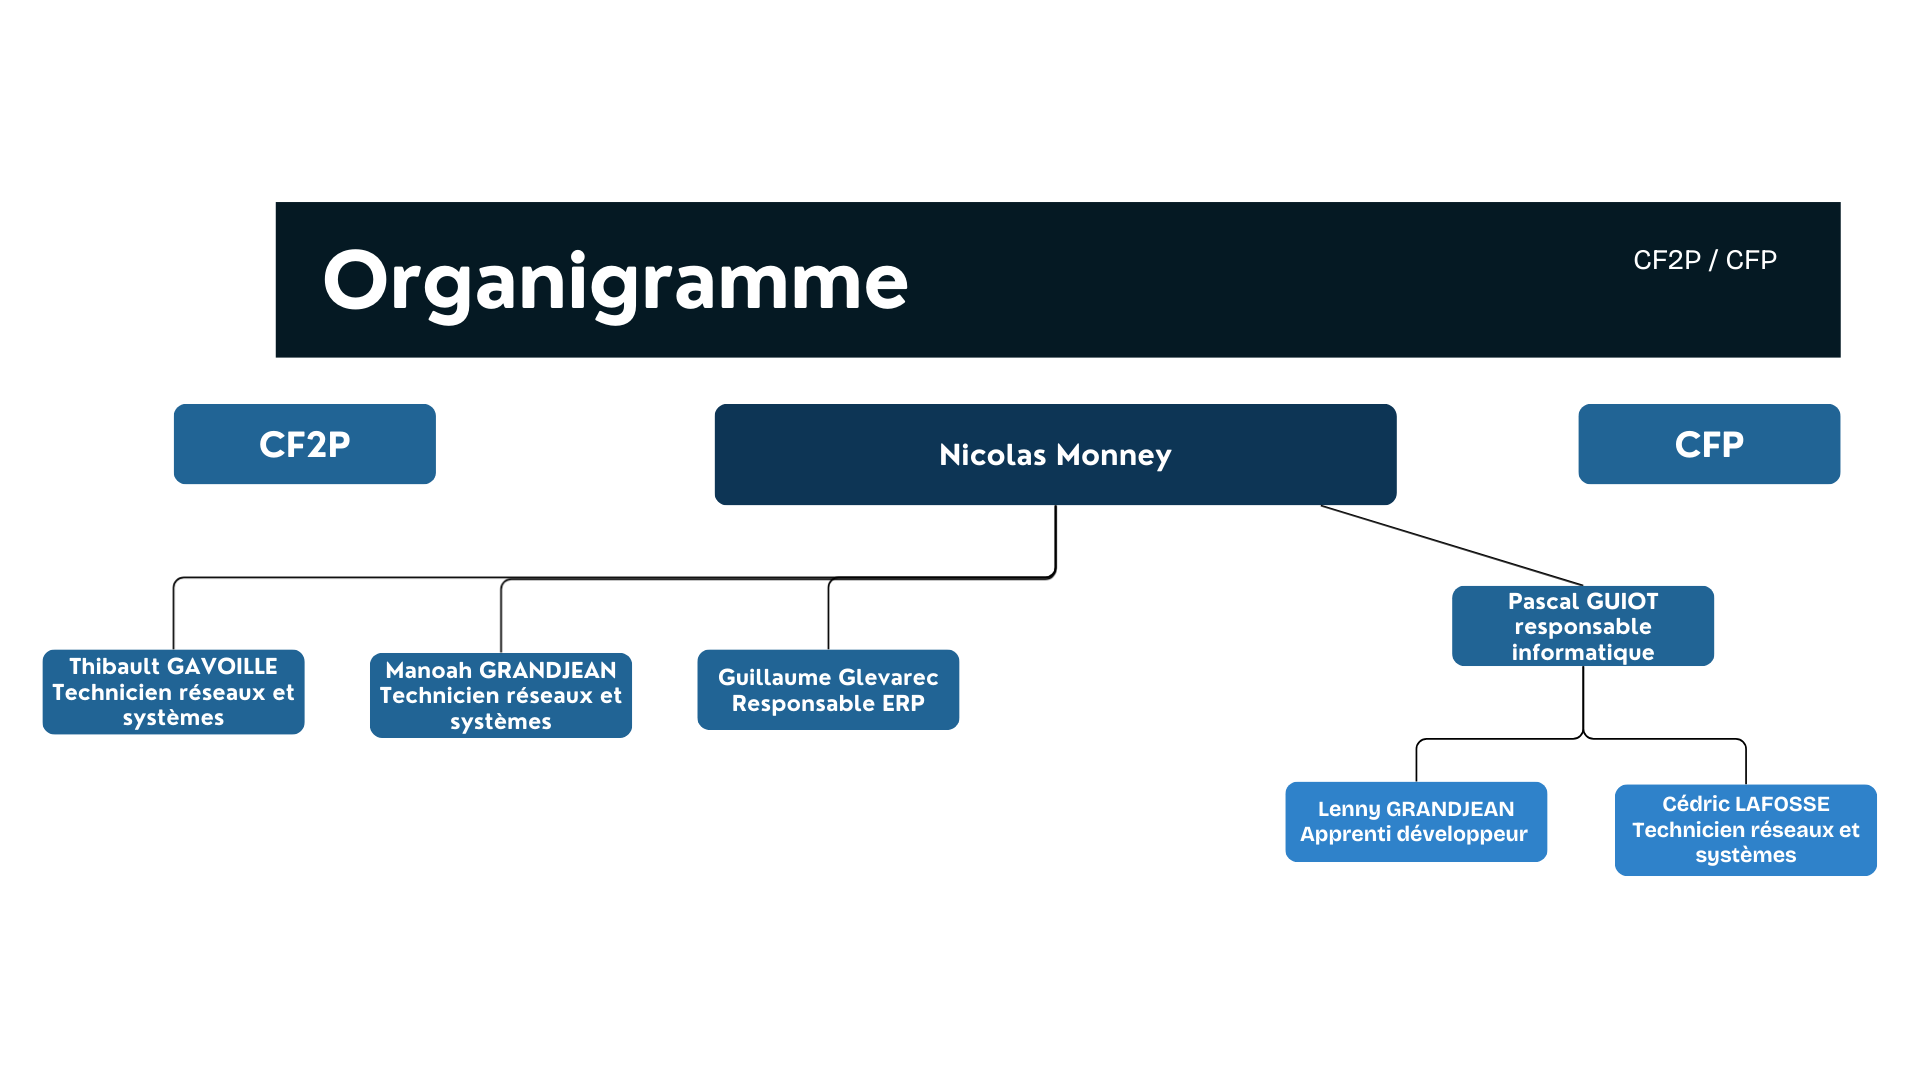 Organigramme
CF2P / CFP
CF2P
Nicolas Monney
CFP
Pascal GUIOT
responsable
informatique
Thibault GAVOILLE
Technicien réseaux et
systèmes
Manoah GRANDJEAN
Technicien réseaux et
systèmes
Guillaume Glevarec
Responsable ERP
Lenny GRANDJEAN
Apprenti développeur
Cédric LAFOSSE
Technicien réseaux et
systèmes